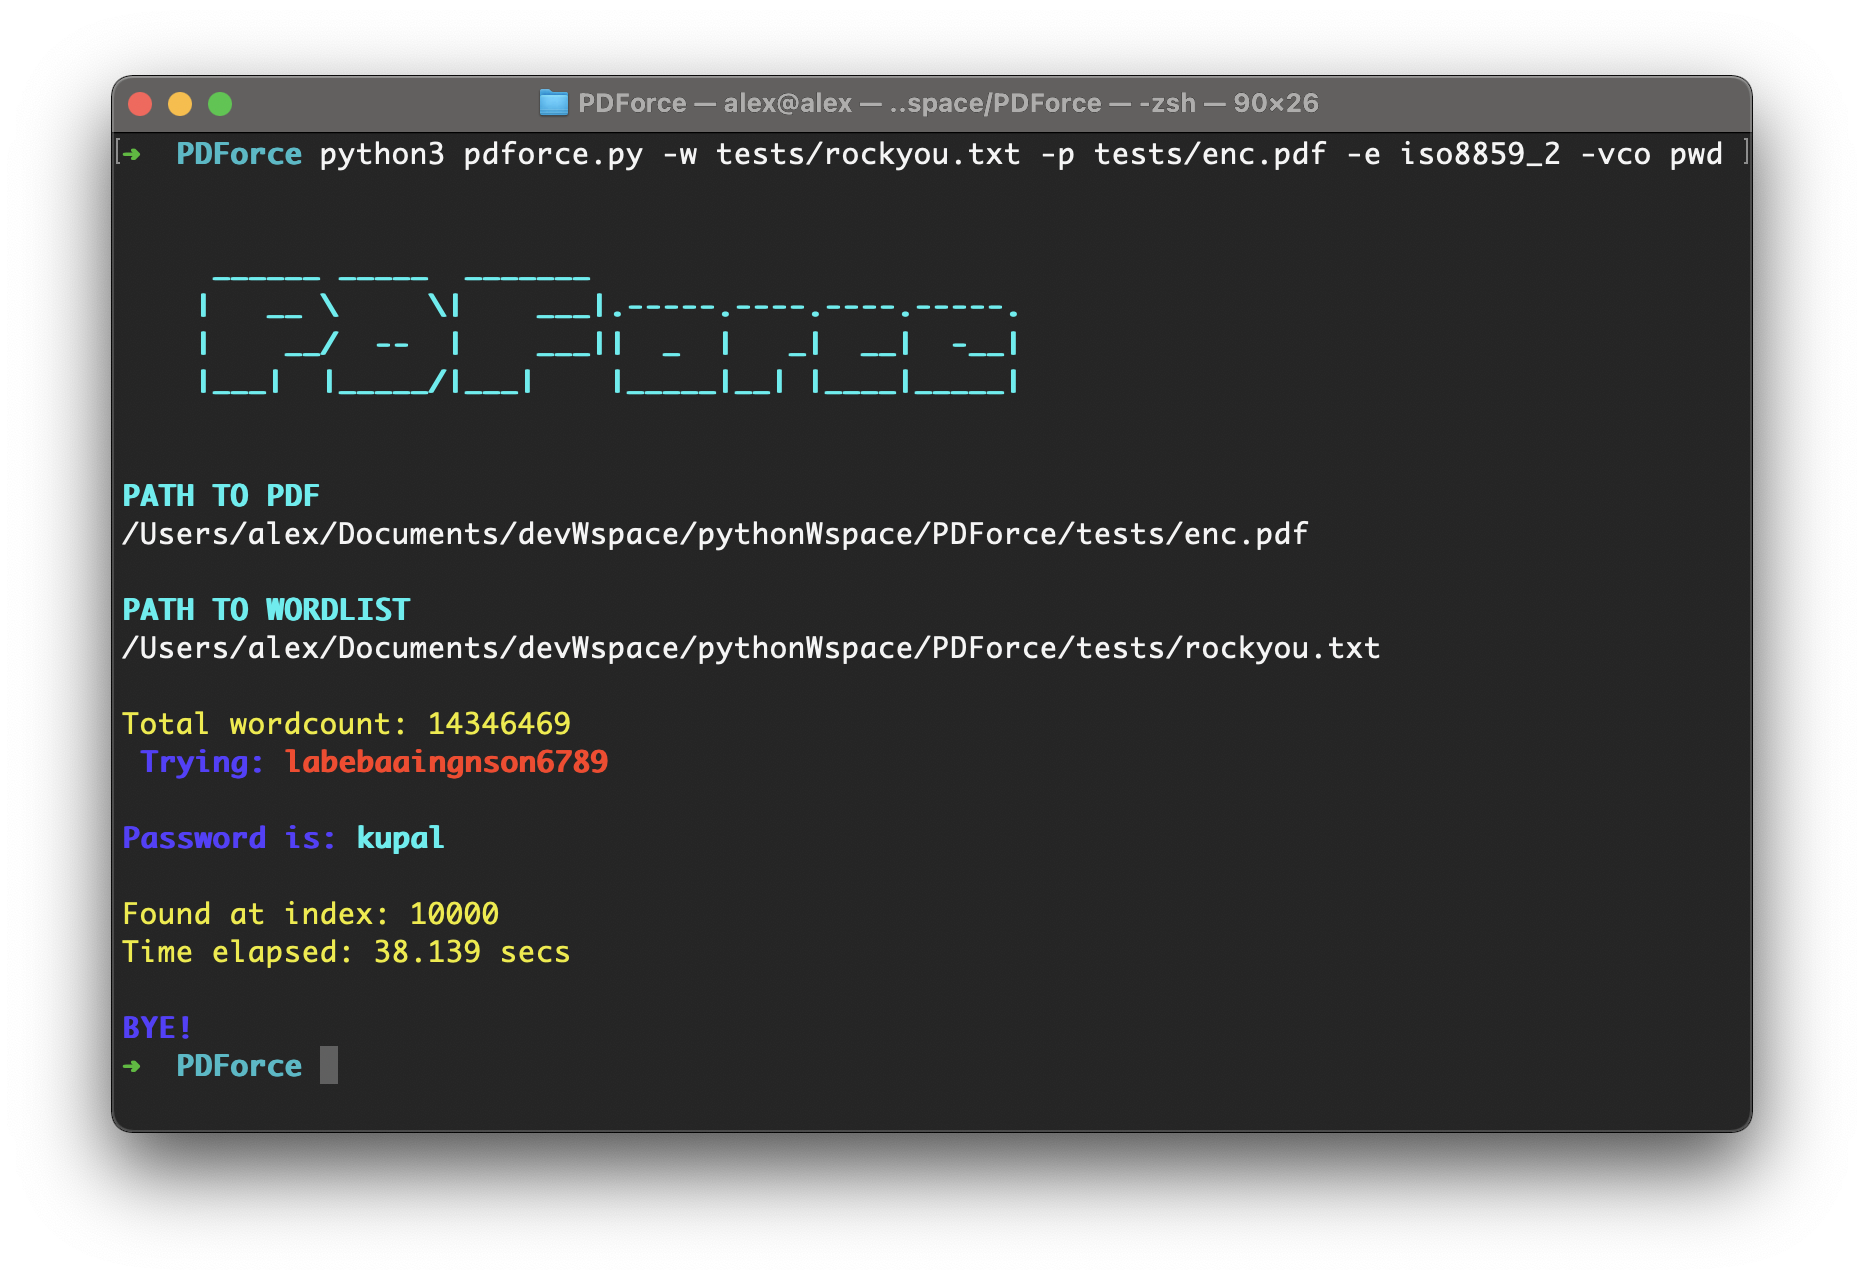 PDForce — alex@alex — ..space/PDForce — -zsh — 90×26
[➜  PDForce python3 pdforce.py -w tests/rockyou.txt -p tests/enc.pdf -e iso8859_2 -vco pwd ]
PDForce
PATH TO PDF
/Users/alex/Documents/devWspace/pythonWspace/PDForce/tests/enc.pdf
PATH TO WORDLIST
/Users/alex/Documents/devWspace/pythonWspace/PDForce/tests/rockyou.txt
Total wordcount: 14346469
Trying: labebaaingnson6789
Password is: kupal
Found at index: 10000
Time elapsed: 38.139 secs
BYE!
➜  PDForce